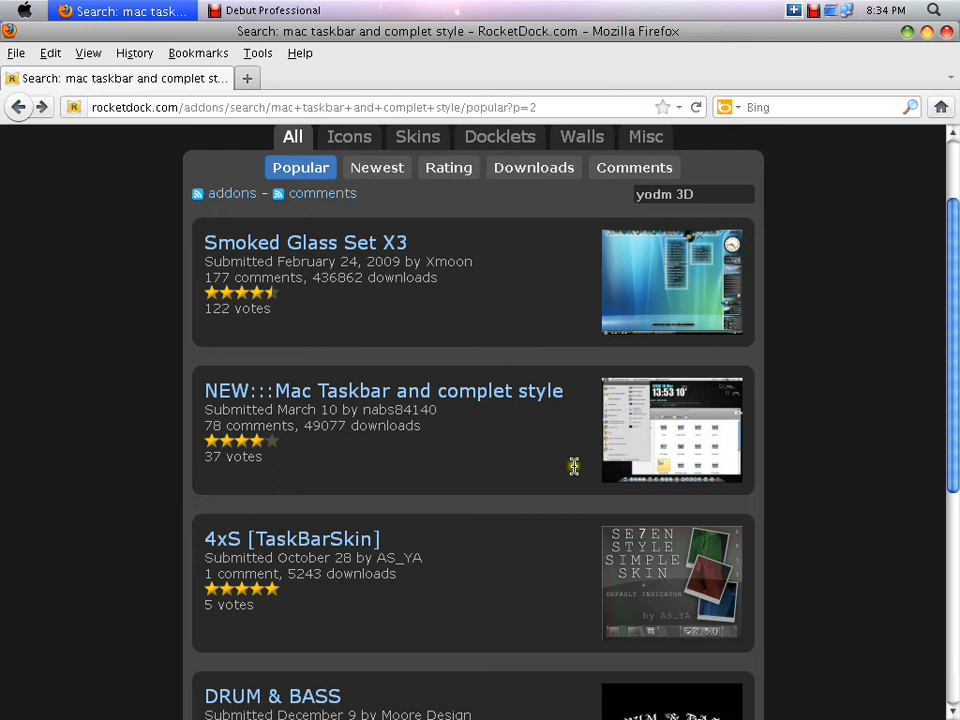 Search: mac task...
Debut Professional
8:34 PM
Search: mac taskbar and complet style - RocketDock.com - Mozilla Firefox
File Edit View History Bookmarks Tools Help
Search: mac taskbar and complet st...
rocketdock.com/addons/search/mac+taskbar+and+complet+style/popular?p=2
Bing
All Icons Skins Docklets Walls Misc
Popular Newest Rating Downloads Comments
addons - comments
yodm 3D
Smoked Glass Set X3
Submitted February 24, 2009 by Xmoon
177 comments, 436862 downloads
122 votes
NEW:::Mac Taskbar and complet style
Submitted March 10 by nabs84140
78 comments, 49077 downloads
37 votes
13:53 10
4xS [TaskBarSkin]
Submitted October 28 by AS_YA
1 comment, 5243 downloads
5 votes
SE7EN
STYLE
SIMPLE
SKIN
+
DEFAULT INDICATOR
by AS_YA
DRUM & BASS
Submitted December 9 by Moore Design